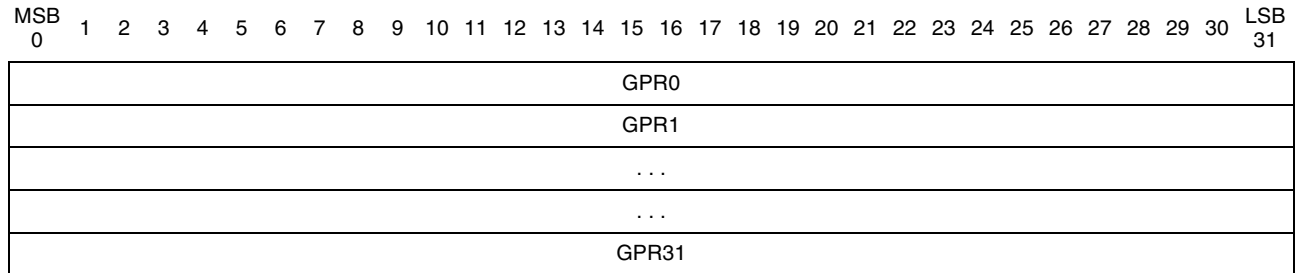 MSB 1 2 3 4 5 6 7 8 9 10 11 12 13 14 15 16 17 18 19 20 21 22 23 24 25 26 27 28 29 30 LSB
0 31
GPR0
GPR1
. . .
. . .
GPR31